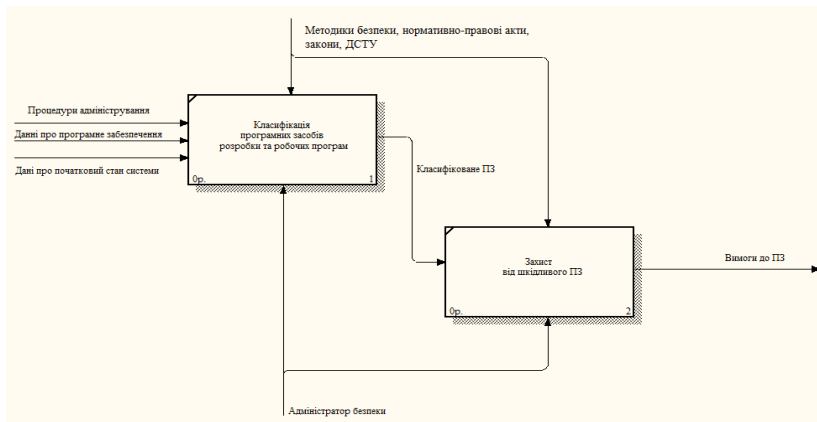 Методики безпеки, нормативно-правові акти,
закони, ДСТУ
Процедури адміністрування
Данні про програмне забезпечення
Дані про початковий стан системи
Класифікація
програмних засобів
розробки та робочих програм
0р.
1
Класифіковане ПЗ
Захист
від шкідливого ПЗ
0р.
2
Вимоги до ПЗ
Адміністратор безпеки